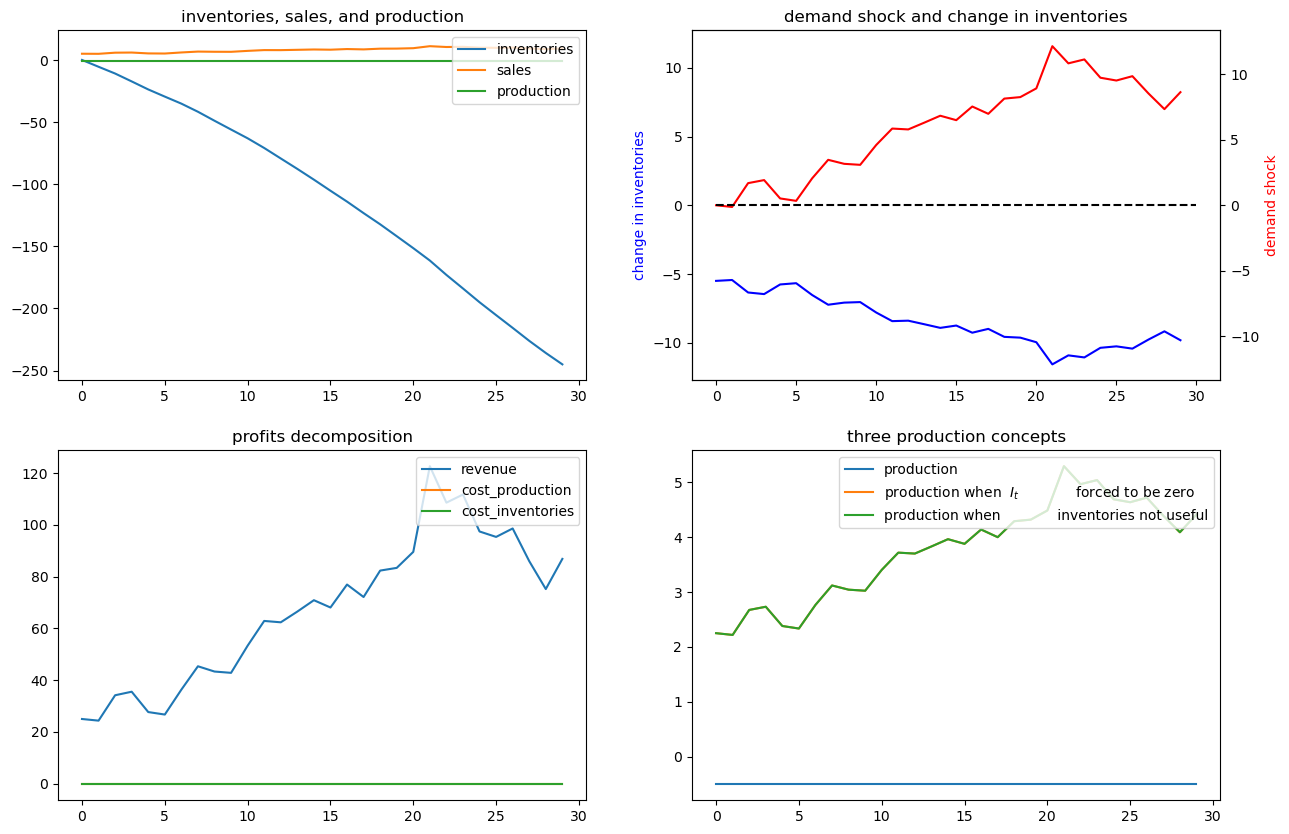 inventories, sales, and production
0
−50
−100
−150
−200
−250
0 5 10 15 20 25 30
inventories
sales
production
demand shock and change in inventories
change in inventories
10
5
0
−5
−10
0 5 10 15 20 25 30
10
5
0
−5
−10
demand shock
profits decomposition
120
100
80
60
40
20
0
0 5 10 15 20 25 30
revenue
cost_production
cost_inventories
three production concepts
5
4
3
2
1
0
0 5 10 15 20 25 30
production
production when I_t forced to be zero
production when inventories not useful